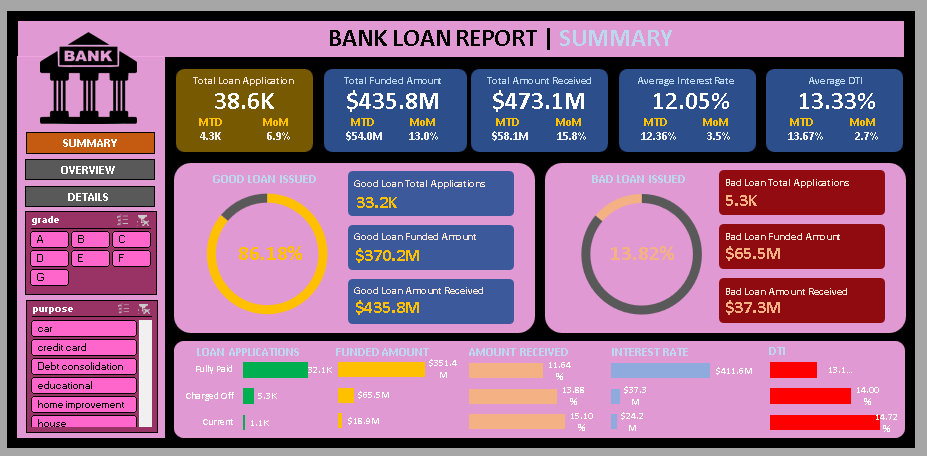 BANK LOAN REPORT | SUMMARY
BANK
SUMMARY
OVERVIEW
DETAILS
grade
A B C
D E F
G
purpose
car
credit card
Debt consolidation
educational
home improvement
house
Total Loan Application
38.6K
MTD MoM
4.3K 6.9%
Total Funded Amount
$435.8M
MTD MoM
$54.0M 13.0%
Total Amount Received
$473.1M
MTD MoM
$58.1M 15.8%
Average Interest Rate
12.05%
MTD MoM
12.36% 3.5%
Average DTI
13.33%
MTD MoM
13.67% 2.7%
GOOD LOAN ISSUED
86.18%
Good Loan Total Applications
33.2K
Good Loan Funded Amount
$370.2M
Good Loan Amount Received
$435.8M
BAD LOAN ISSUED
13.82%
Bad Loan Total Applications
5.3K
Bad Loan Funded Amount
$65.5M
Bad Loan Amount Received
$37.3M
LOAN APPLICATIONS FUNDED AMOUNT AMOUNT RECEIVED INTEREST RATE DTI
Fully Paid 32.1K $351.4
M 11.64
% $411.6M 13.1...
Charged Off 5.3K $65.5M 13.88
% $37.3
M 14.00
%
Current 1.1K $18.9M 15.10
% $24.2
M 14.72
%